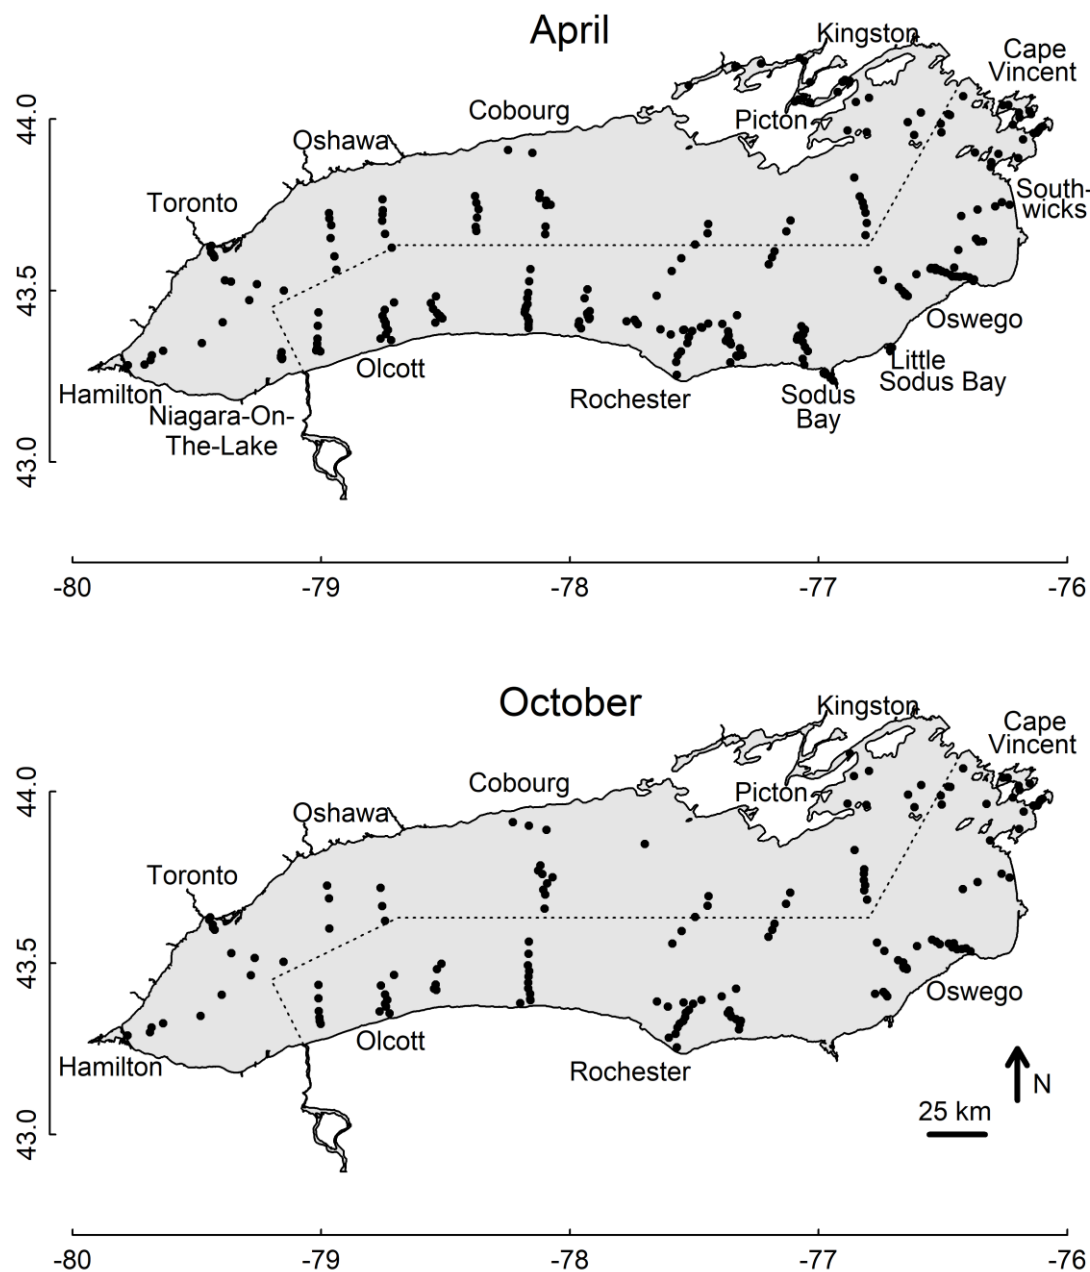 April
Kingston
Cape
Vincent
Cobourg
Picton
44.0
Oshawa
Toronto
South-
wicks
43.5
Oswego
Olcott
Little
Sodus Bay
Hamilton
Rochester
Sodus
Bay
Niagara-On-
The-Lake
43.0
-80
-79
-78
-77
-76
October
Kingston
Cape
Vincent
Cobourg
Picton
44.0
Oshawa
Toronto
43.5
Oswego
Olcott
Hamilton
Rochester
N
25 km
43.0
-80
-79
-78
-77
-76